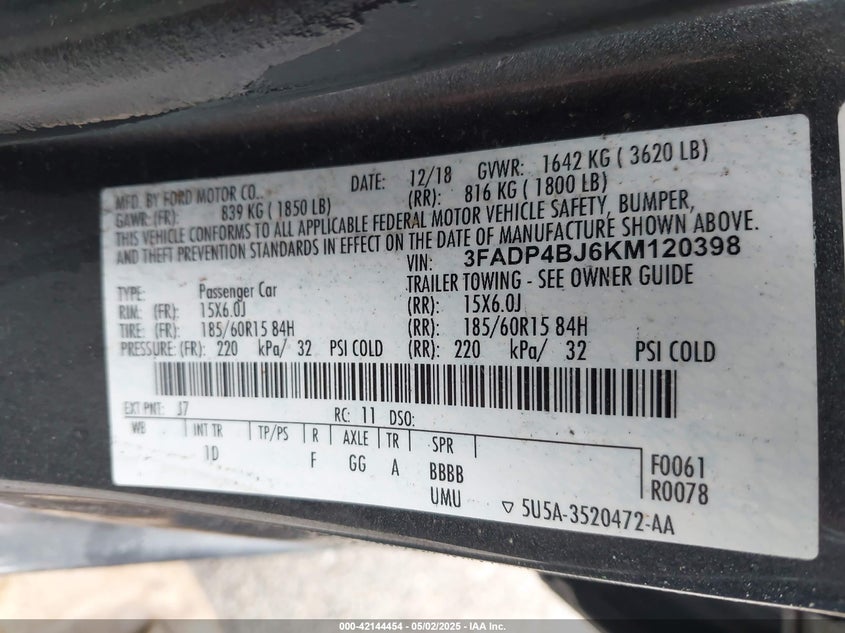 MFD. BY FORD MOTOR CO.. DATE: 12/18 GVWR: 1642 KG ( 3620 LB)
GAWR: (FR): 839 KG ( 1850 LB) (RR): 816 KG ( 1800 LB)
THIS VEHICLE CONFORMS TO ALL APPLICABLE FEDERAL MOTOR VEHICLE SAFETY, BUMPER,
AND THEFT PREVENTION STANDARDS IN EFFECT ON THE DATE OF MANUFACTURE SHOWN ABOVE.
VIN: 3FADP4BJ6KM120398
TYPE: Passenger Car TRAILER TOWING - SEE OWNER GUIDE
RIM: (FR): 15X6.0J (RR): 15X6.0J
TIRE: (FR): 185/60R15 84H (RR): 185/60R15 84H
PRESSURE: (FR): 220 kPa/ 32 PSI COLD (RR): 220 kPa/ 32 PSI COLD
EXT PNT: J7 RC: 11 DSO:
WB INT TR TP/PS R AXLE TR SPR
1D F GG A BBBB F0061
UMU R0078
▽ 5U5A-3520472-AA
000-42144454 - 05/02/2025 - IAA Inc.